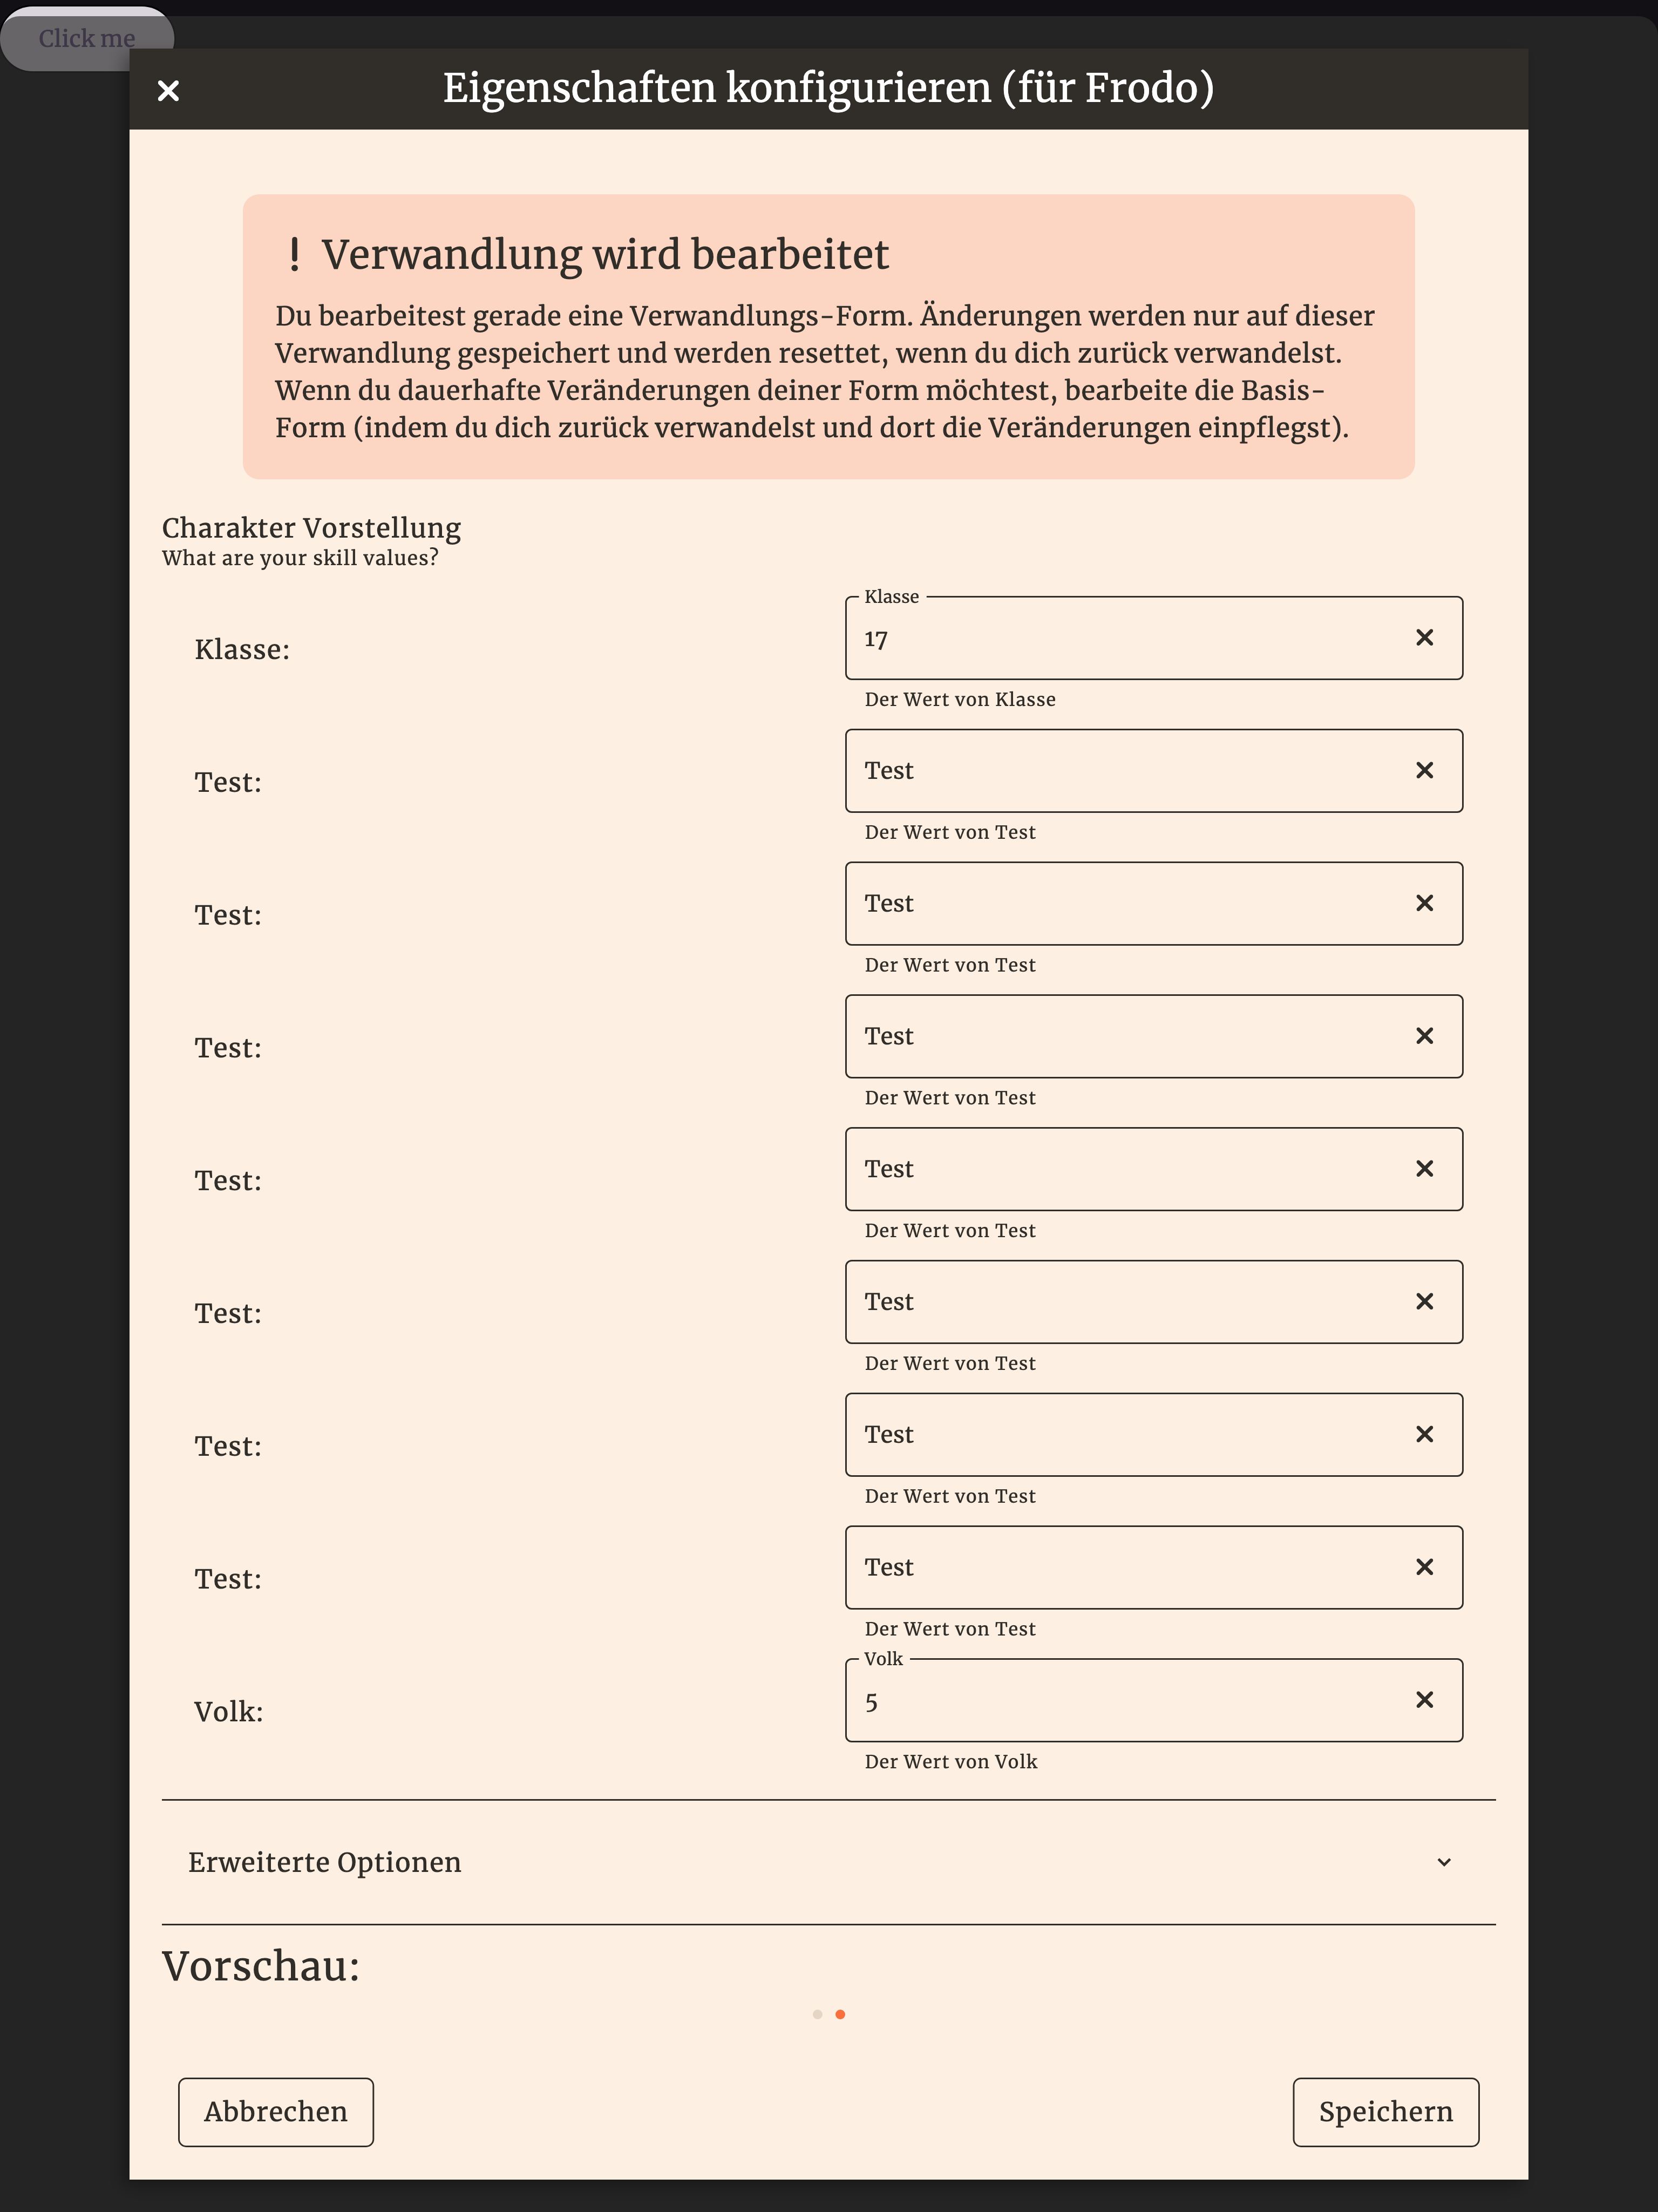 Click me
Eigenschaften konfigurieren (für Frodo)
! Verwandlung wird bearbeitet
Du bearbeitest gerade eine Verwandlungs-Form. Änderungen werden nur auf dieser
Verwandlung gespeichert und werden resettet, wenn du dich zurück verwandelst.
Wenn du dauerhafte Veränderungen deiner Form möchtest, bearbeite die Basis-
Form (indem du dich zurück verwandelst und dort die Veränderungen einpflegst).
Charakter Vorstellung
What are your skill values?
Klasse
Klasse:
17
Der Wert von Klasse
Test:
Test
Der Wert von Test
Test:
Test
Der Wert von Test
Test:
Test
Der Wert von Test
Test:
Test
Der Wert von Test
Test:
Test
Der Wert von Test
Test:
Test
Der Wert von Test
Test:
Test
Der Wert von Test
Volk
Volk:
5
Der Wert von Volk
Erweiterte Optionen
Vorschau:
Abbrechen
Speichern